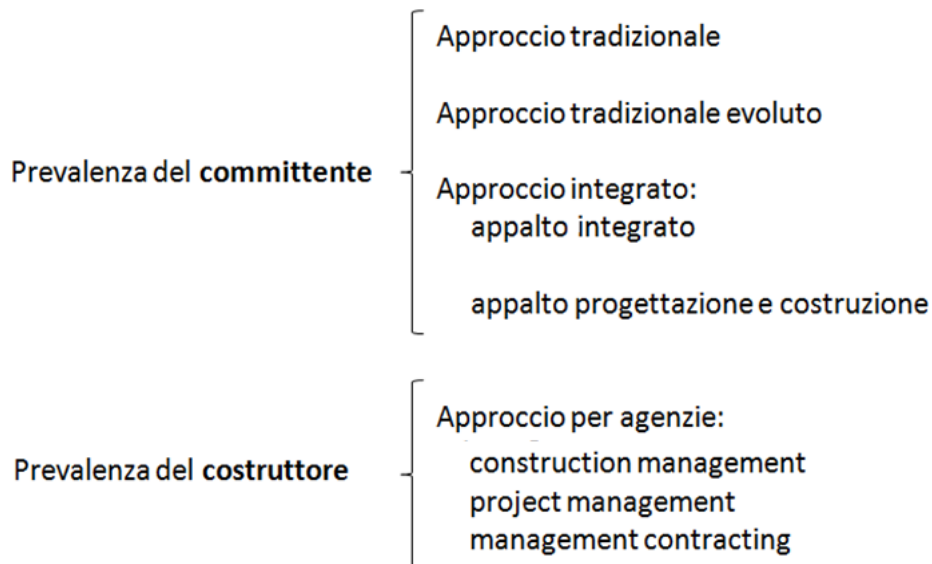 Approccio tradizionale
Approccio tradizionale evoluto
Prevalenza del committente
Approccio integrato:
appalto integrato
appalto progettazione e costruzione
Approccio per agenzie:
Prevalenza del costruttore
construction management
project management
management contracting